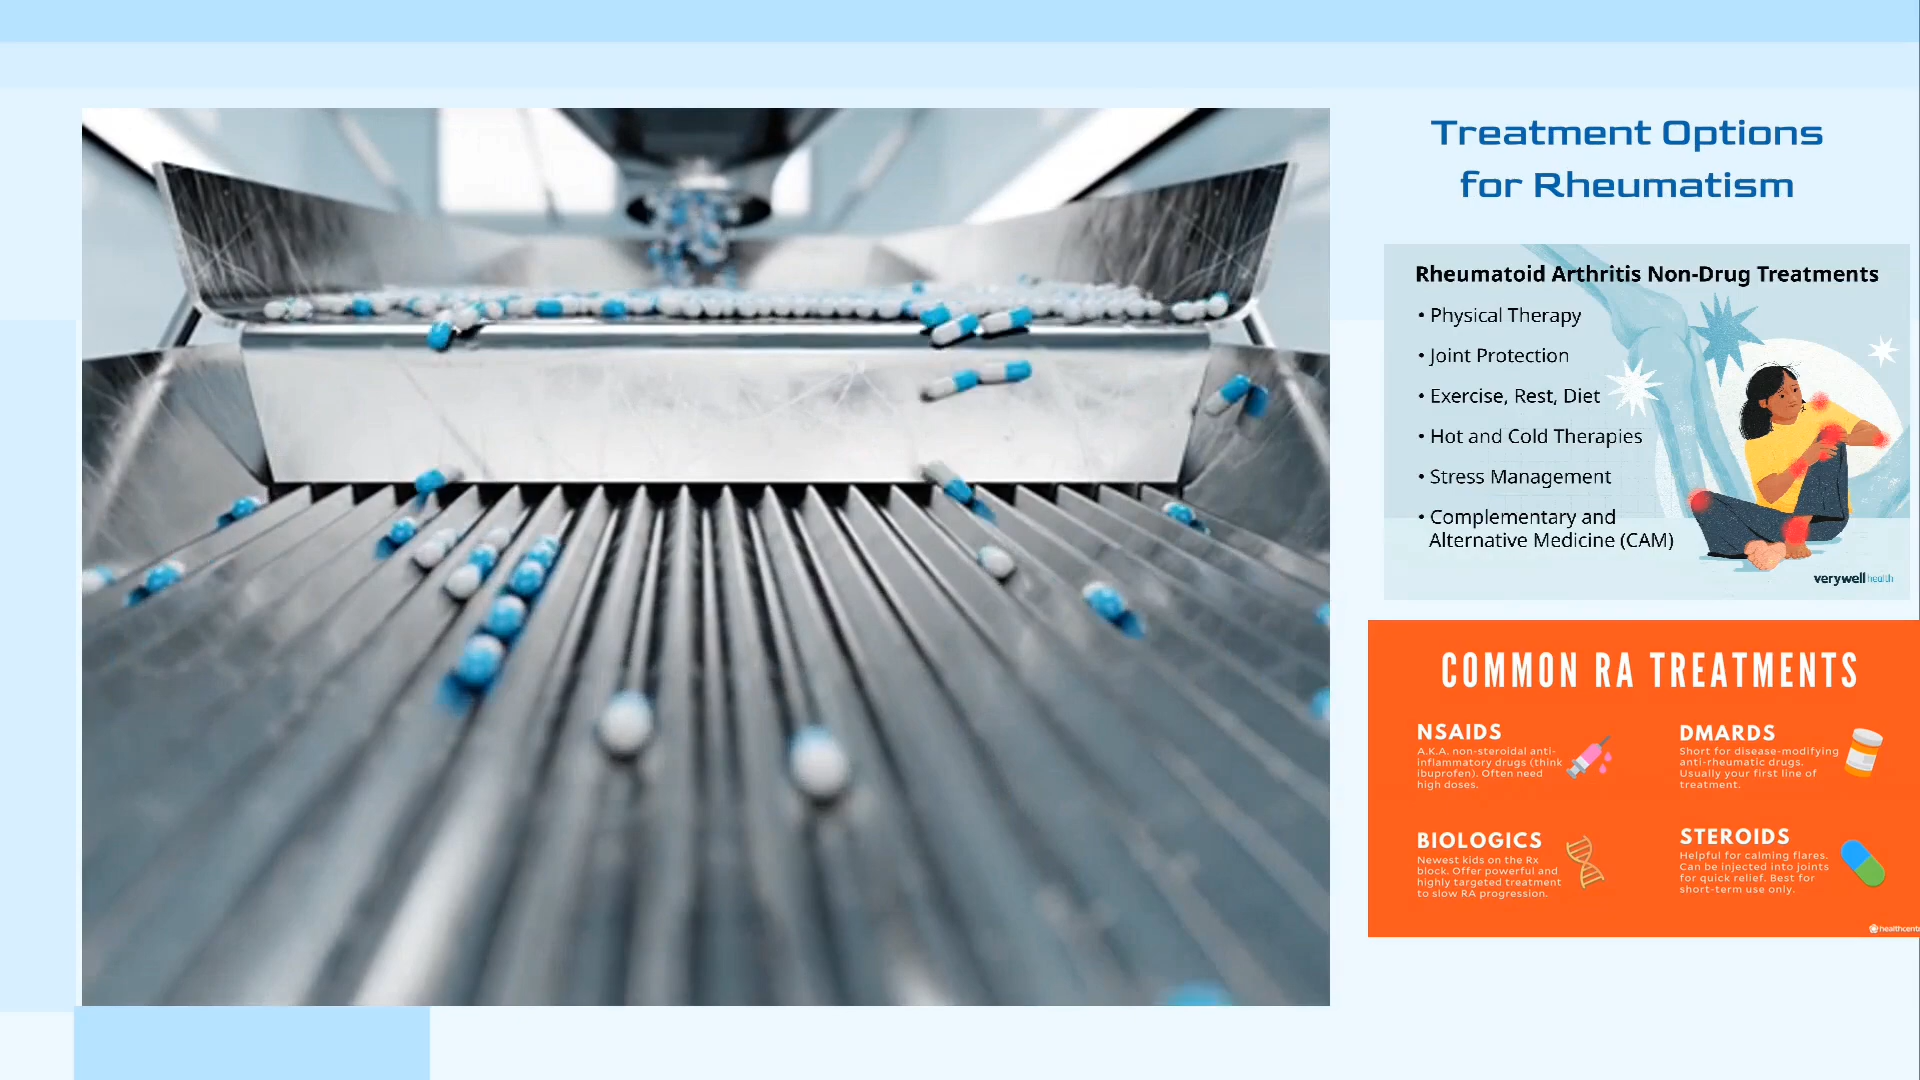 Treatment Options
for Rheumatism
Rheumatoid Arthritis Non-Drug Treatments
• Physical Therapy
• Joint Protection
• Exercise, Rest, Diet
• Hot and Cold Therapies
• Stress Management
• Complementary and
Alternative Medicine (CAM)
verywell health
COMMON RA TREATMENTS
NSAIDS
A.K.A. non-steroidal anti-
inflammatory drugs (think
ibuprofen). Often need
high doses.
DMARDS
Short for disease-modifying
anti-rheumatic drugs.
Usually your first line of
treatment.
BIOLOGICS
Newest kids on the Rx
block. Offer powerful and
highly targeted treatment
to slow RA progression.
STEROIDS
Helpful for calming flares.
Can be injected into joints
for quick relief. Best for
short-term use only.
healthcentr